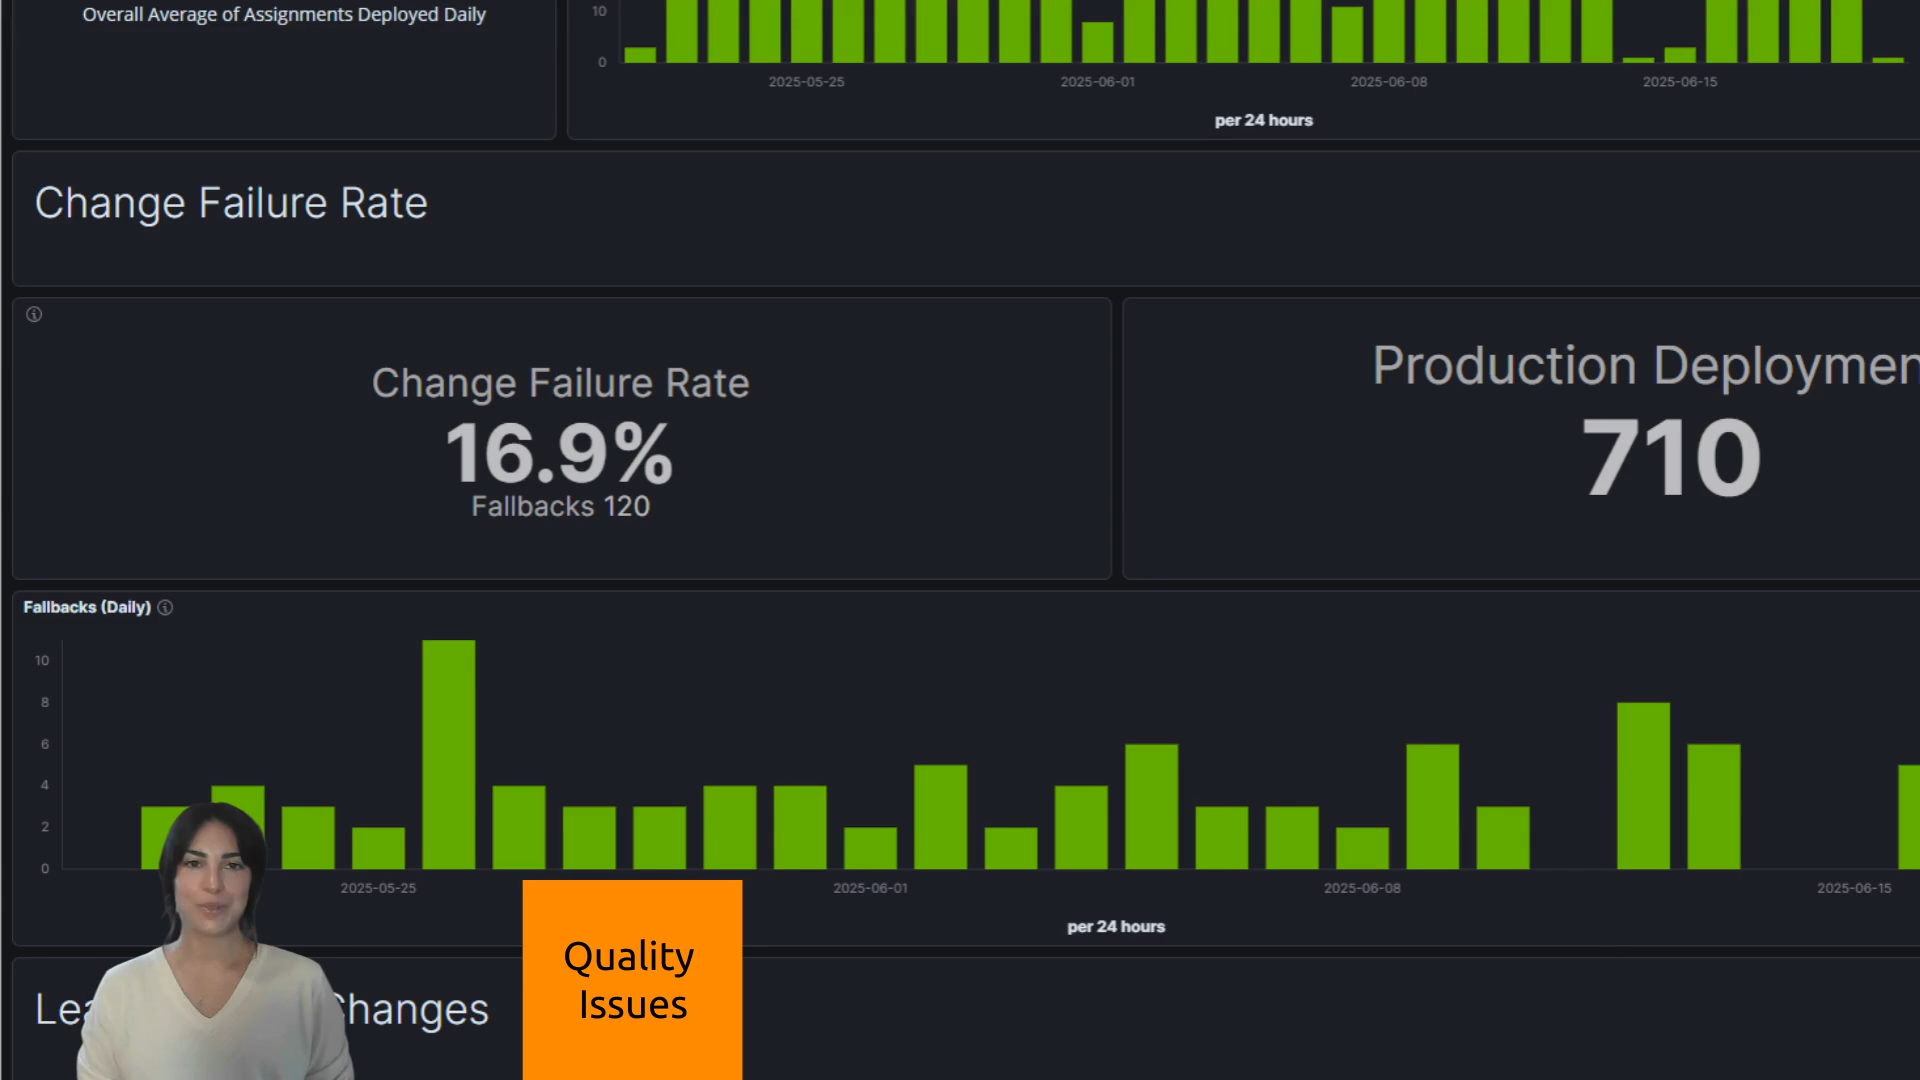 Overall Average of Assignments Deployed Daily
10
0
2025-05-25
2025-06-01
2025-06-08
2025-06-15
per 24 hours
Change Failure Rate
Change Failure Rate
16.9%
Fallbacks 120
Production Deploymen
710
Fallbacks (Daily)
10
8
6
4
2
0
2025-05-25
2025-06-01
2025-06-08
2025-06-15
per 24 hours
Lea
Changes
Quality
Issues